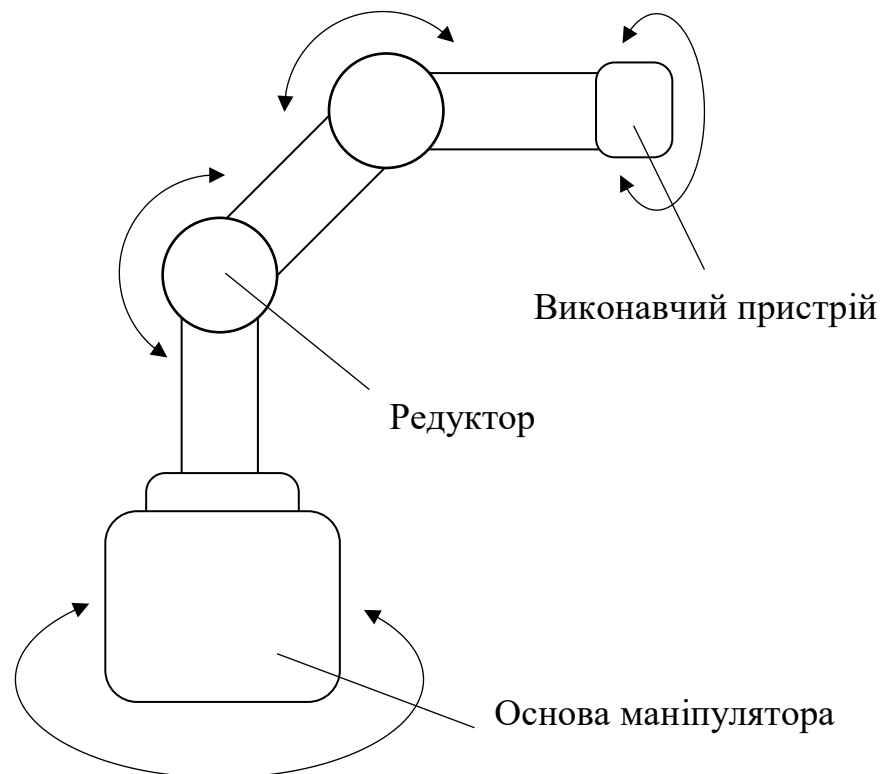 Виконавчий пристрій
Редуктор
Основа маніпулятора